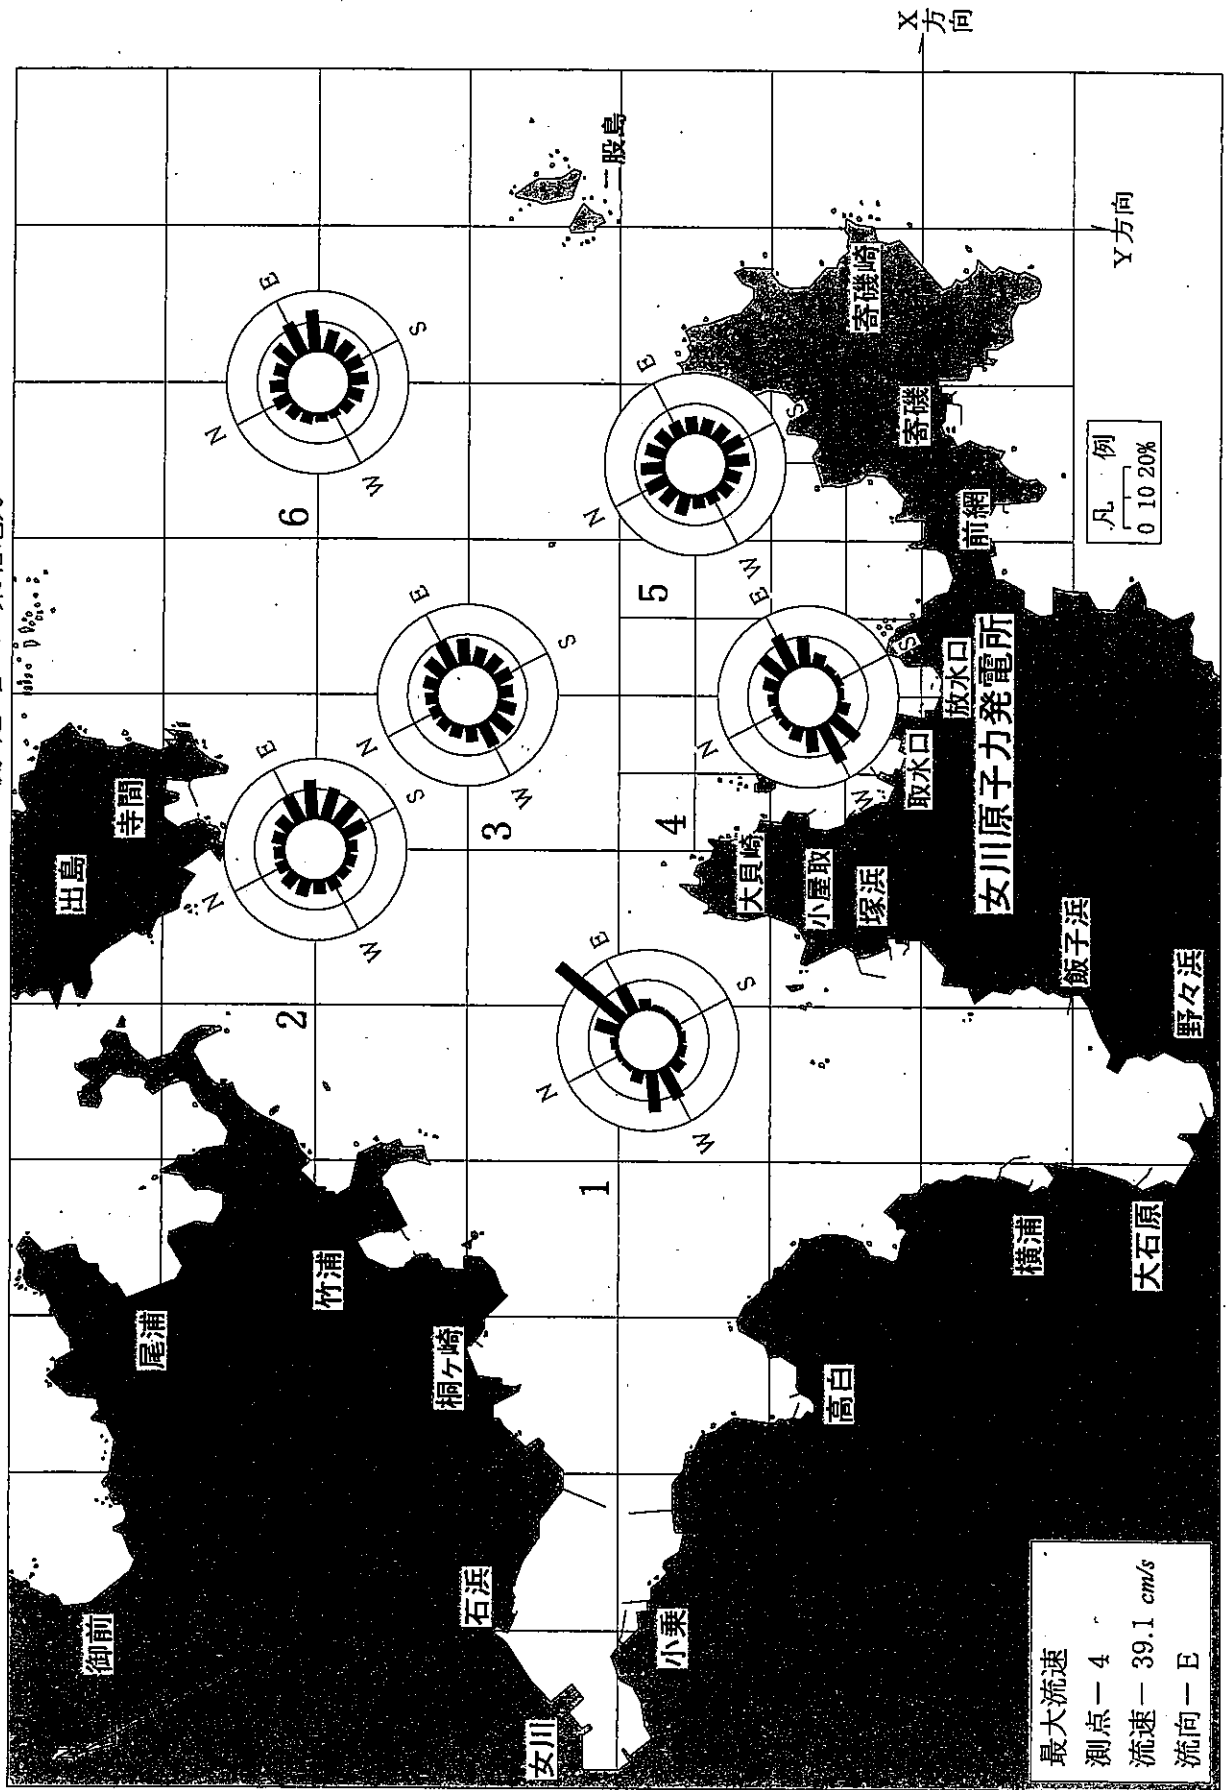 御前
尾浦
竹浦
桐ヶ崎
石浜
女川
小乗
高白
横浦
大石原
野々浜
飯子浜
塚浜
小屋取
大貝崎
取水口
放水口
女川原子力発電所
前網
寄磯
寄磯崎
二股島
出島
寺間
1
N
E
S
W
2
N
E
S
W
3
N
E
S
W
4
N
E
S
W
5
N
E
S
W
6
N
E
S
W
X方向
Y方向
凡例
0 10 20%
最大流速
測点－4
流速－39.1 cm/s
流向－E